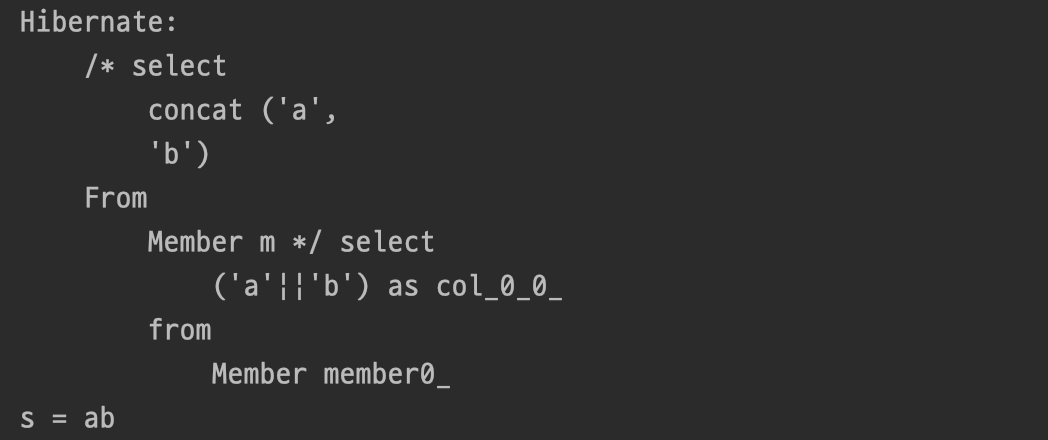 Hibernate:
/* select
concat ('a',
'b')
From
Member m */ select
('a'||'b') as col_0_0_
from
Member member0_
s = ab